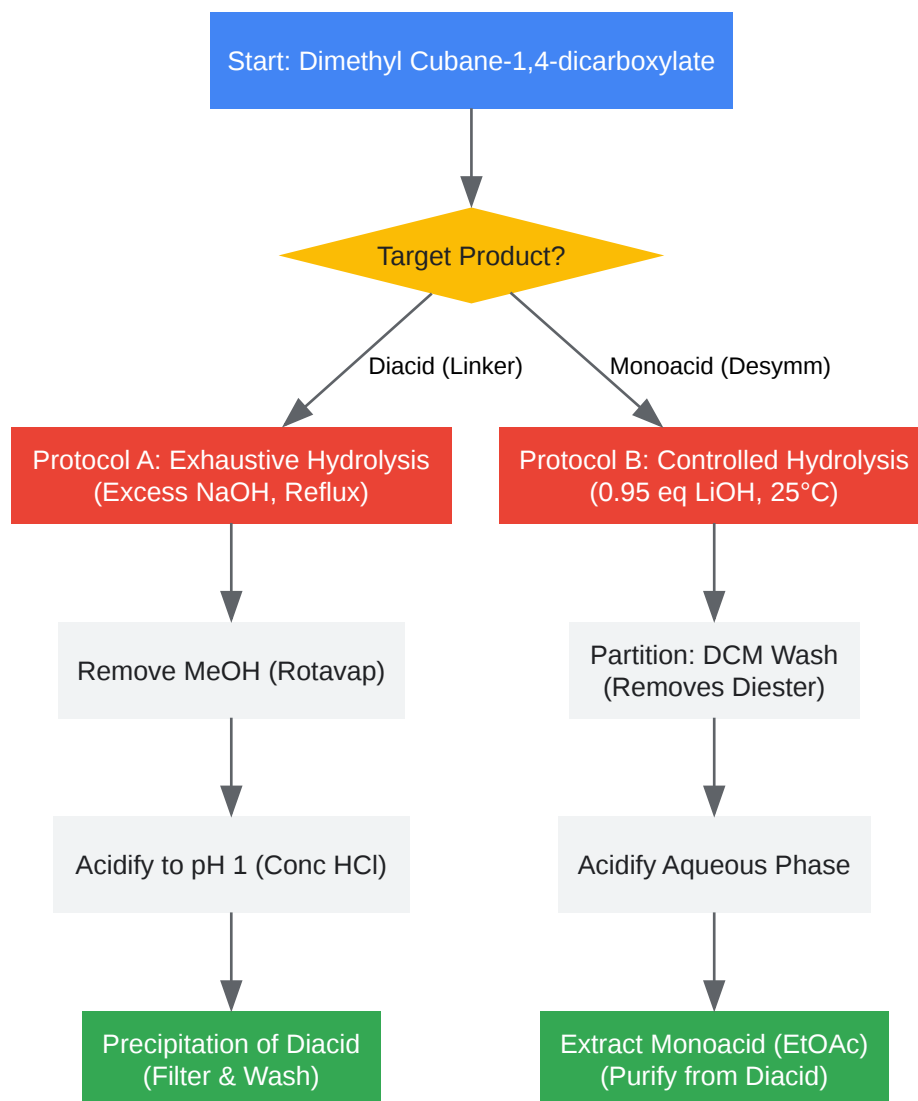 Start: Dimethyl Cubane-1,4-dicarboxylate
Target Product?
Diacid (Linker)
Monoacid (Desymm)
Protocol A: Exhaustive Hydrolysis
(Excess NaOH, Reflux)
Protocol B: Controlled Hydrolysis
(0.95 eq LiOH, 25°C)
Remove MeOH (Rotavap)
Partition: DCM Wash
(Removes Diester)
Acidify to pH 1 (Conc HCl)
Acidify Aqueous Phase
Precipitation of Diacid
(Filter & Wash)
Extract Monoacid (EtOAc)
(Purify from Diacid)